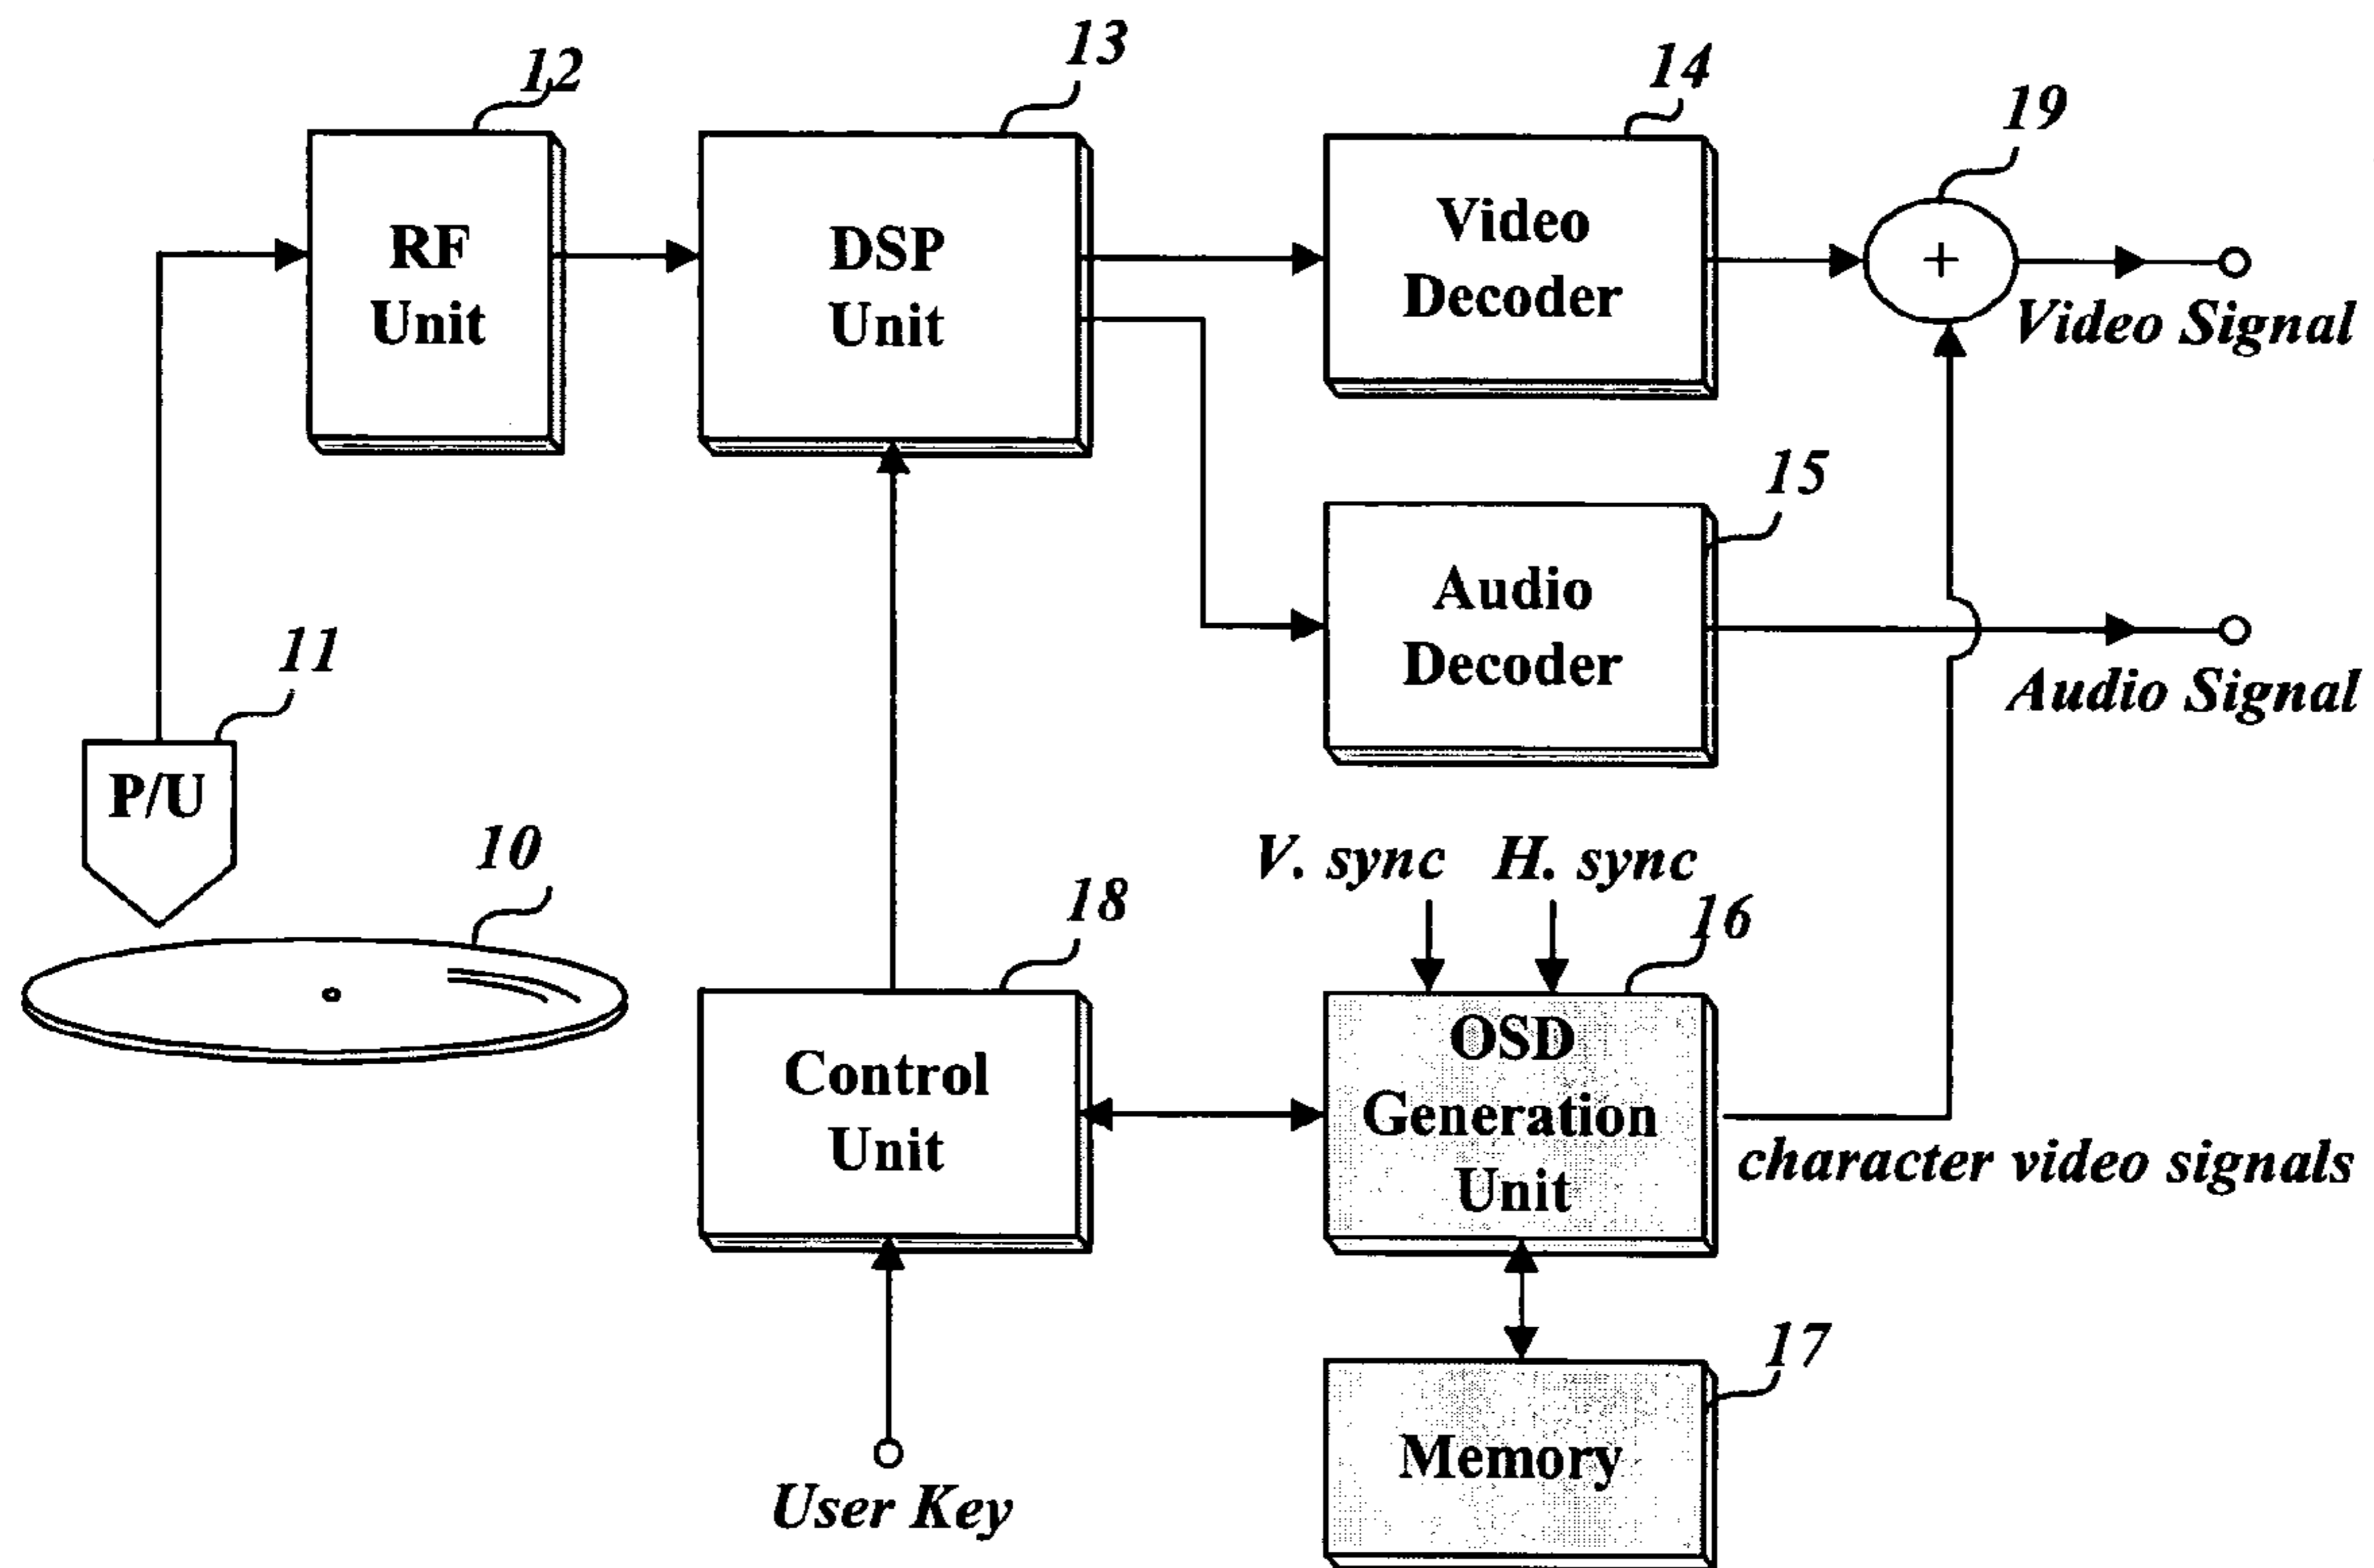 12
13
14
19
RF
Unit
DSP
Unit
Video
Decoder
+
Video Signal
15
11
Audio
Decoder
Audio Signal
P/U
10
V. sync H. sync
18
16
Control
Unit
OSD
Generation
Unit
character video signals
17
Memory
User Key